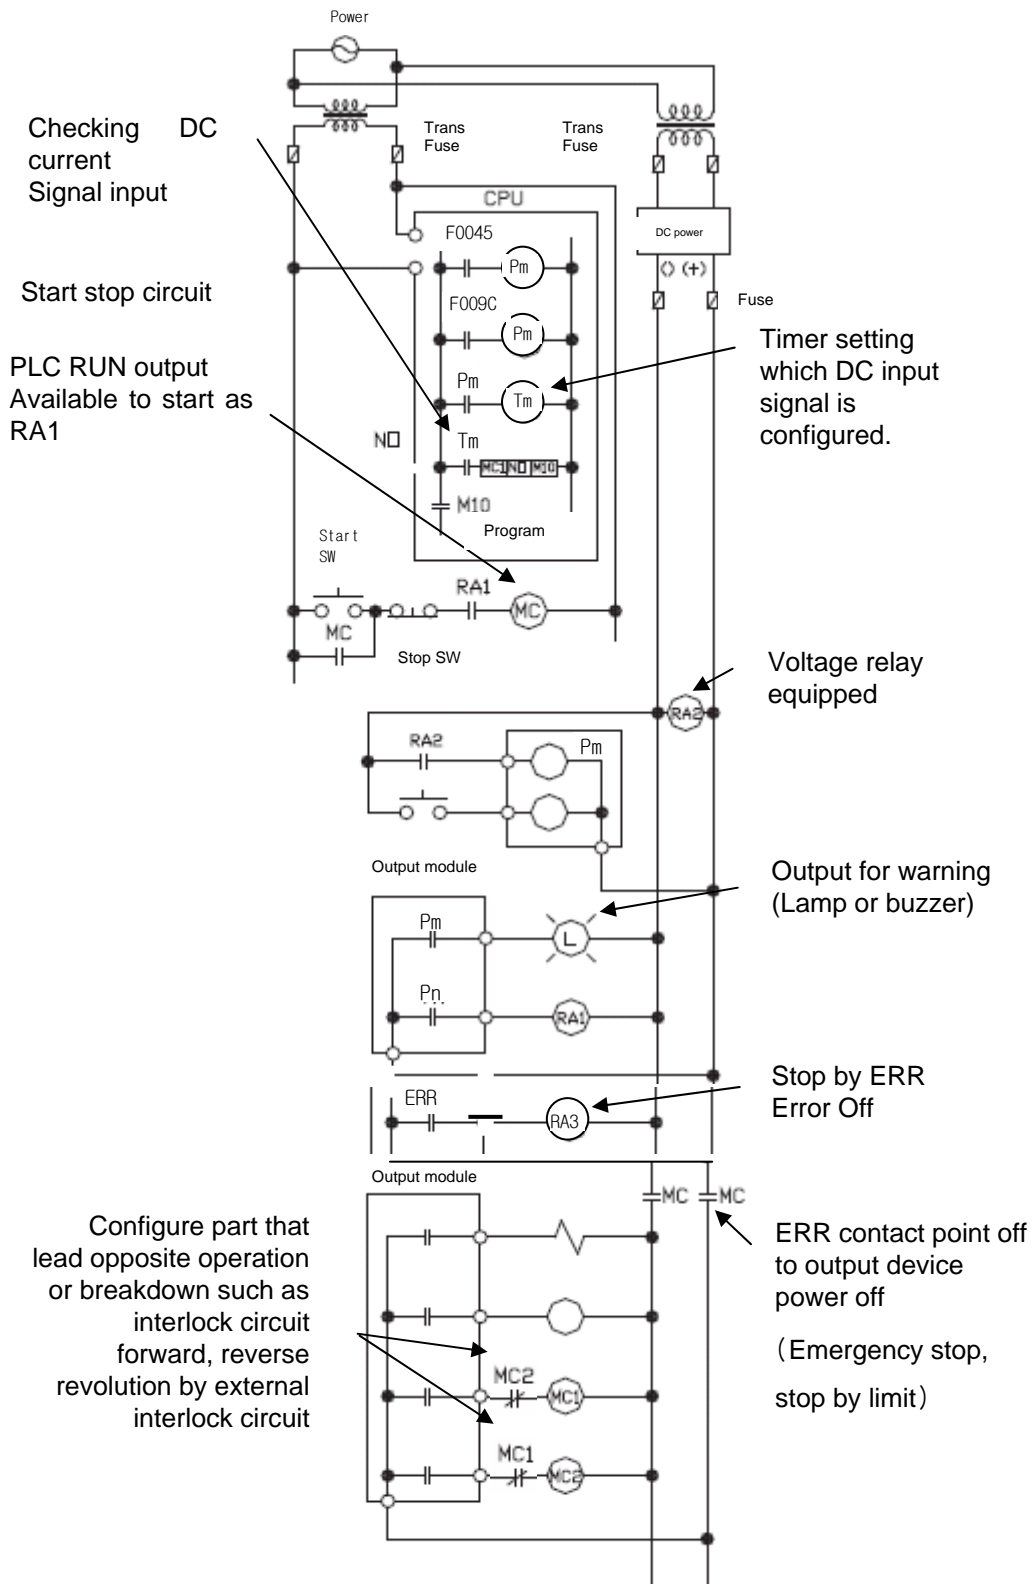 Power
Checking DC
current
Signal input
Trans
Fuse
Trans
Fuse
CPU
F0045
Pm
DC power
(-) (+)
Start stop circuit
F009C
Fuse
Pm
Timer setting
which DC input
signal is
configured.
PLC RUN output
Available to start as
RA1
Pm
Tm
N□
Tm
MC1 N□ M10
M10
Program
Start
SW
RA1
MC
MC
Stop SW
Voltage relay
equipped
RA2
RA2
Pm
Output module
Output for warning
(Lamp or buzzer)
Pm
L
Pn
RA1
Stop by ERR
Error Off
ERR
RA3
Output module
MC
MC
Configure part that
lead opposite operation
or breakdown such as
interlock circuit
forward, reverse
revolution by external
interlock circuit
ERR contact point off
to output device
power off
(Emergency stop,
stop by limit)
MC2
MC1
MC1
MC2